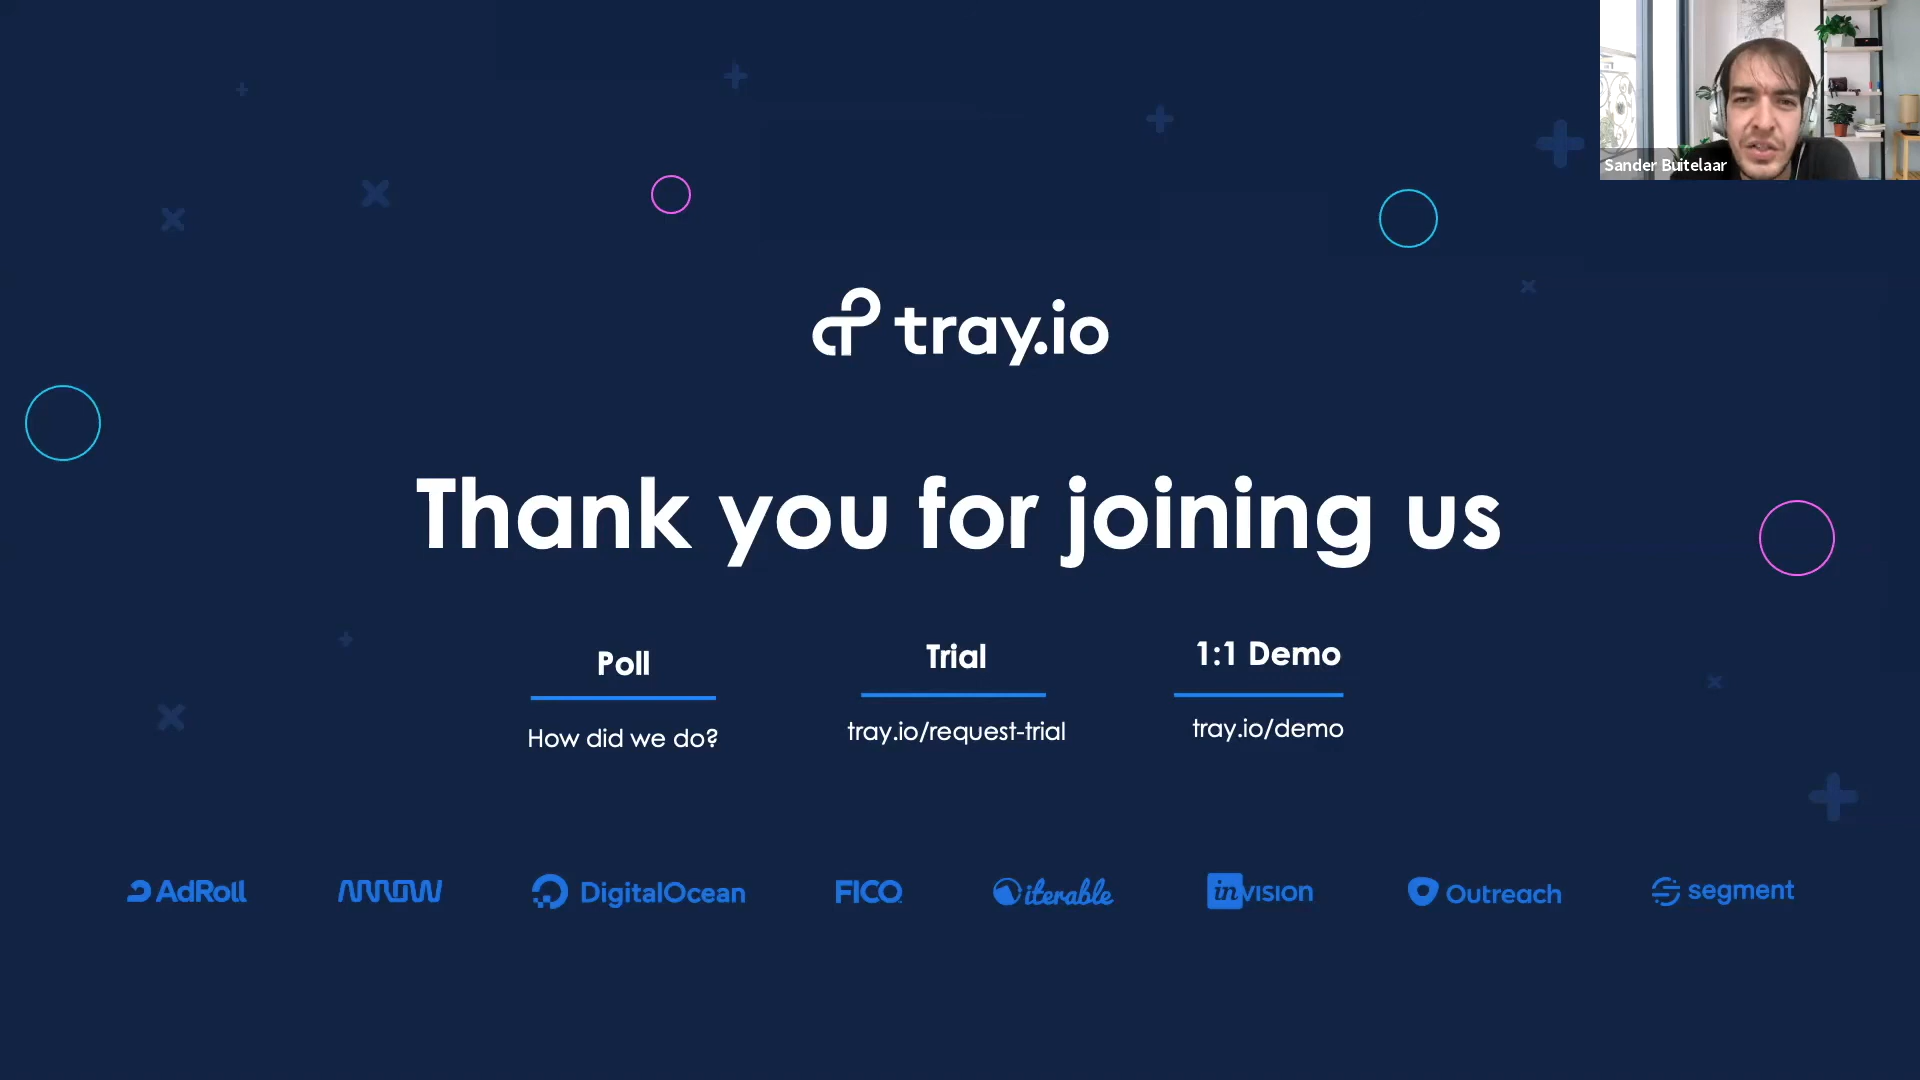 Sander Buitelaar
tray.io
Thank you for joining us
Poll
How did we do?
Trial
tray.io/request-trial
1:1 Demo
tray.io/demo
AdRoll
ARROW
DigitalOcean
FICO
iterable
inVISION
Outreach
segment